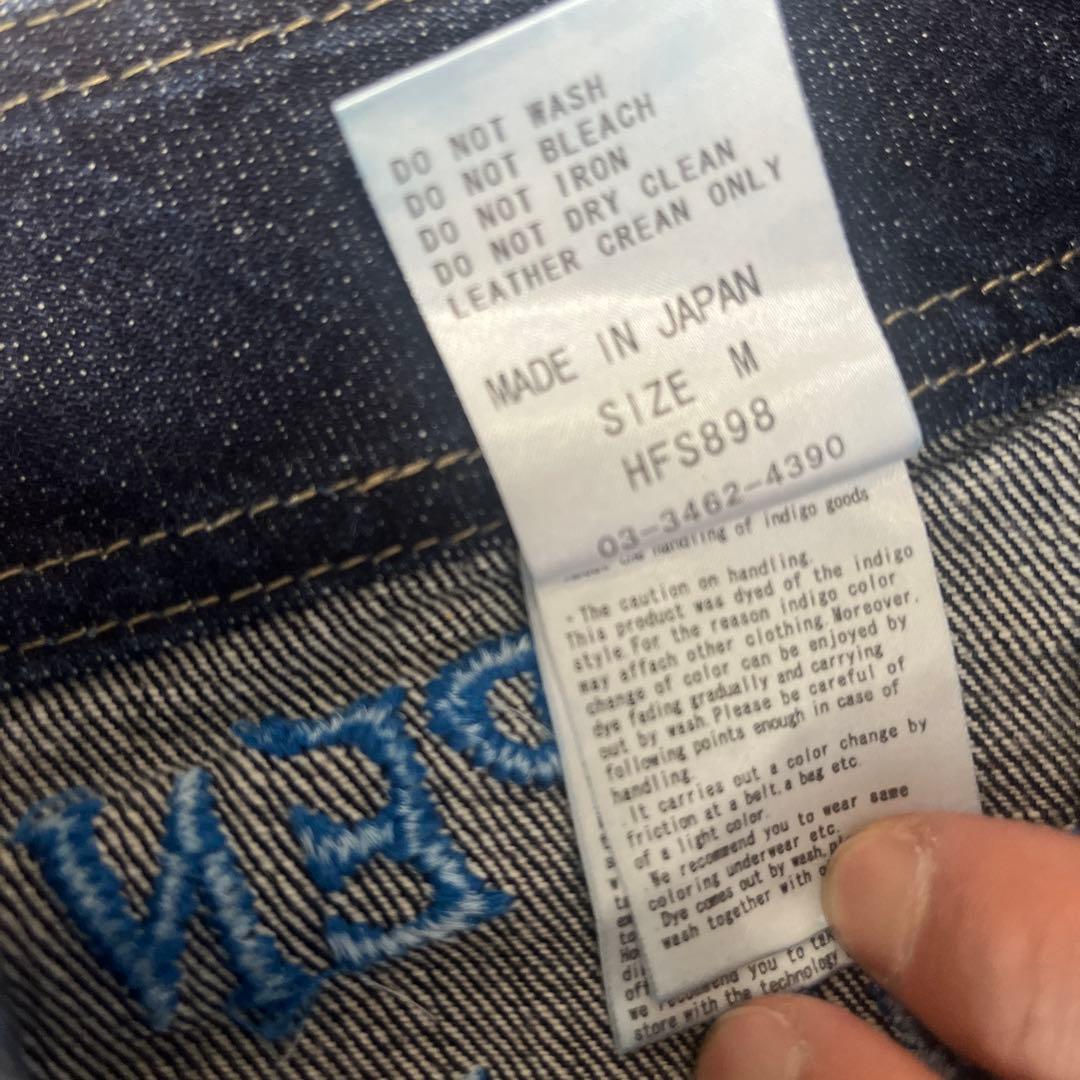 DO NOT WASH
DO NOT BLEACH
DO NOT IRON
DO NOT DRY CLEAN
LEATHER CREAN ONLY
MADE IN JAPAN
SIZE M
HFS898
03-3462-4390
handling of indigo goods
・The caution on handling.
This product was dyed of the indigo
style.For the reason indigo color
way affach other clothing.Moreover.
change of color can be enjoyed by
dye fading gradually and carrying
out by wash.Please be careful of
following points enough in case of
handling.
It carries out a color change by
friction at a belt.a bag etc
of a light color.
We recommend you to wear same
coloring underwear etc.
Dye comes out by wash.
wash together with
you to
store with the technology